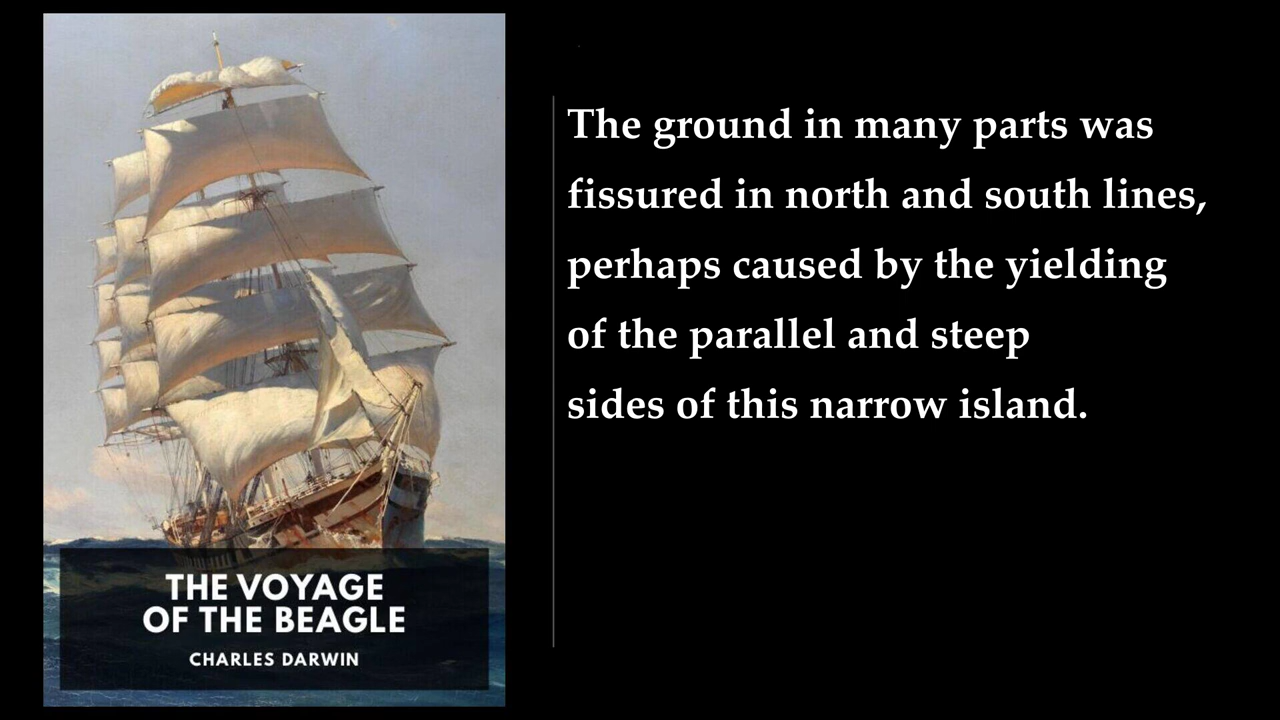 The ground in many parts was
fissured in north and south lines,
perhaps caused by the yielding
of the parallel and steep
sides of this narrow island.
THE VOYAGE
OF THE BEAGLE
CHARLES DARWIN